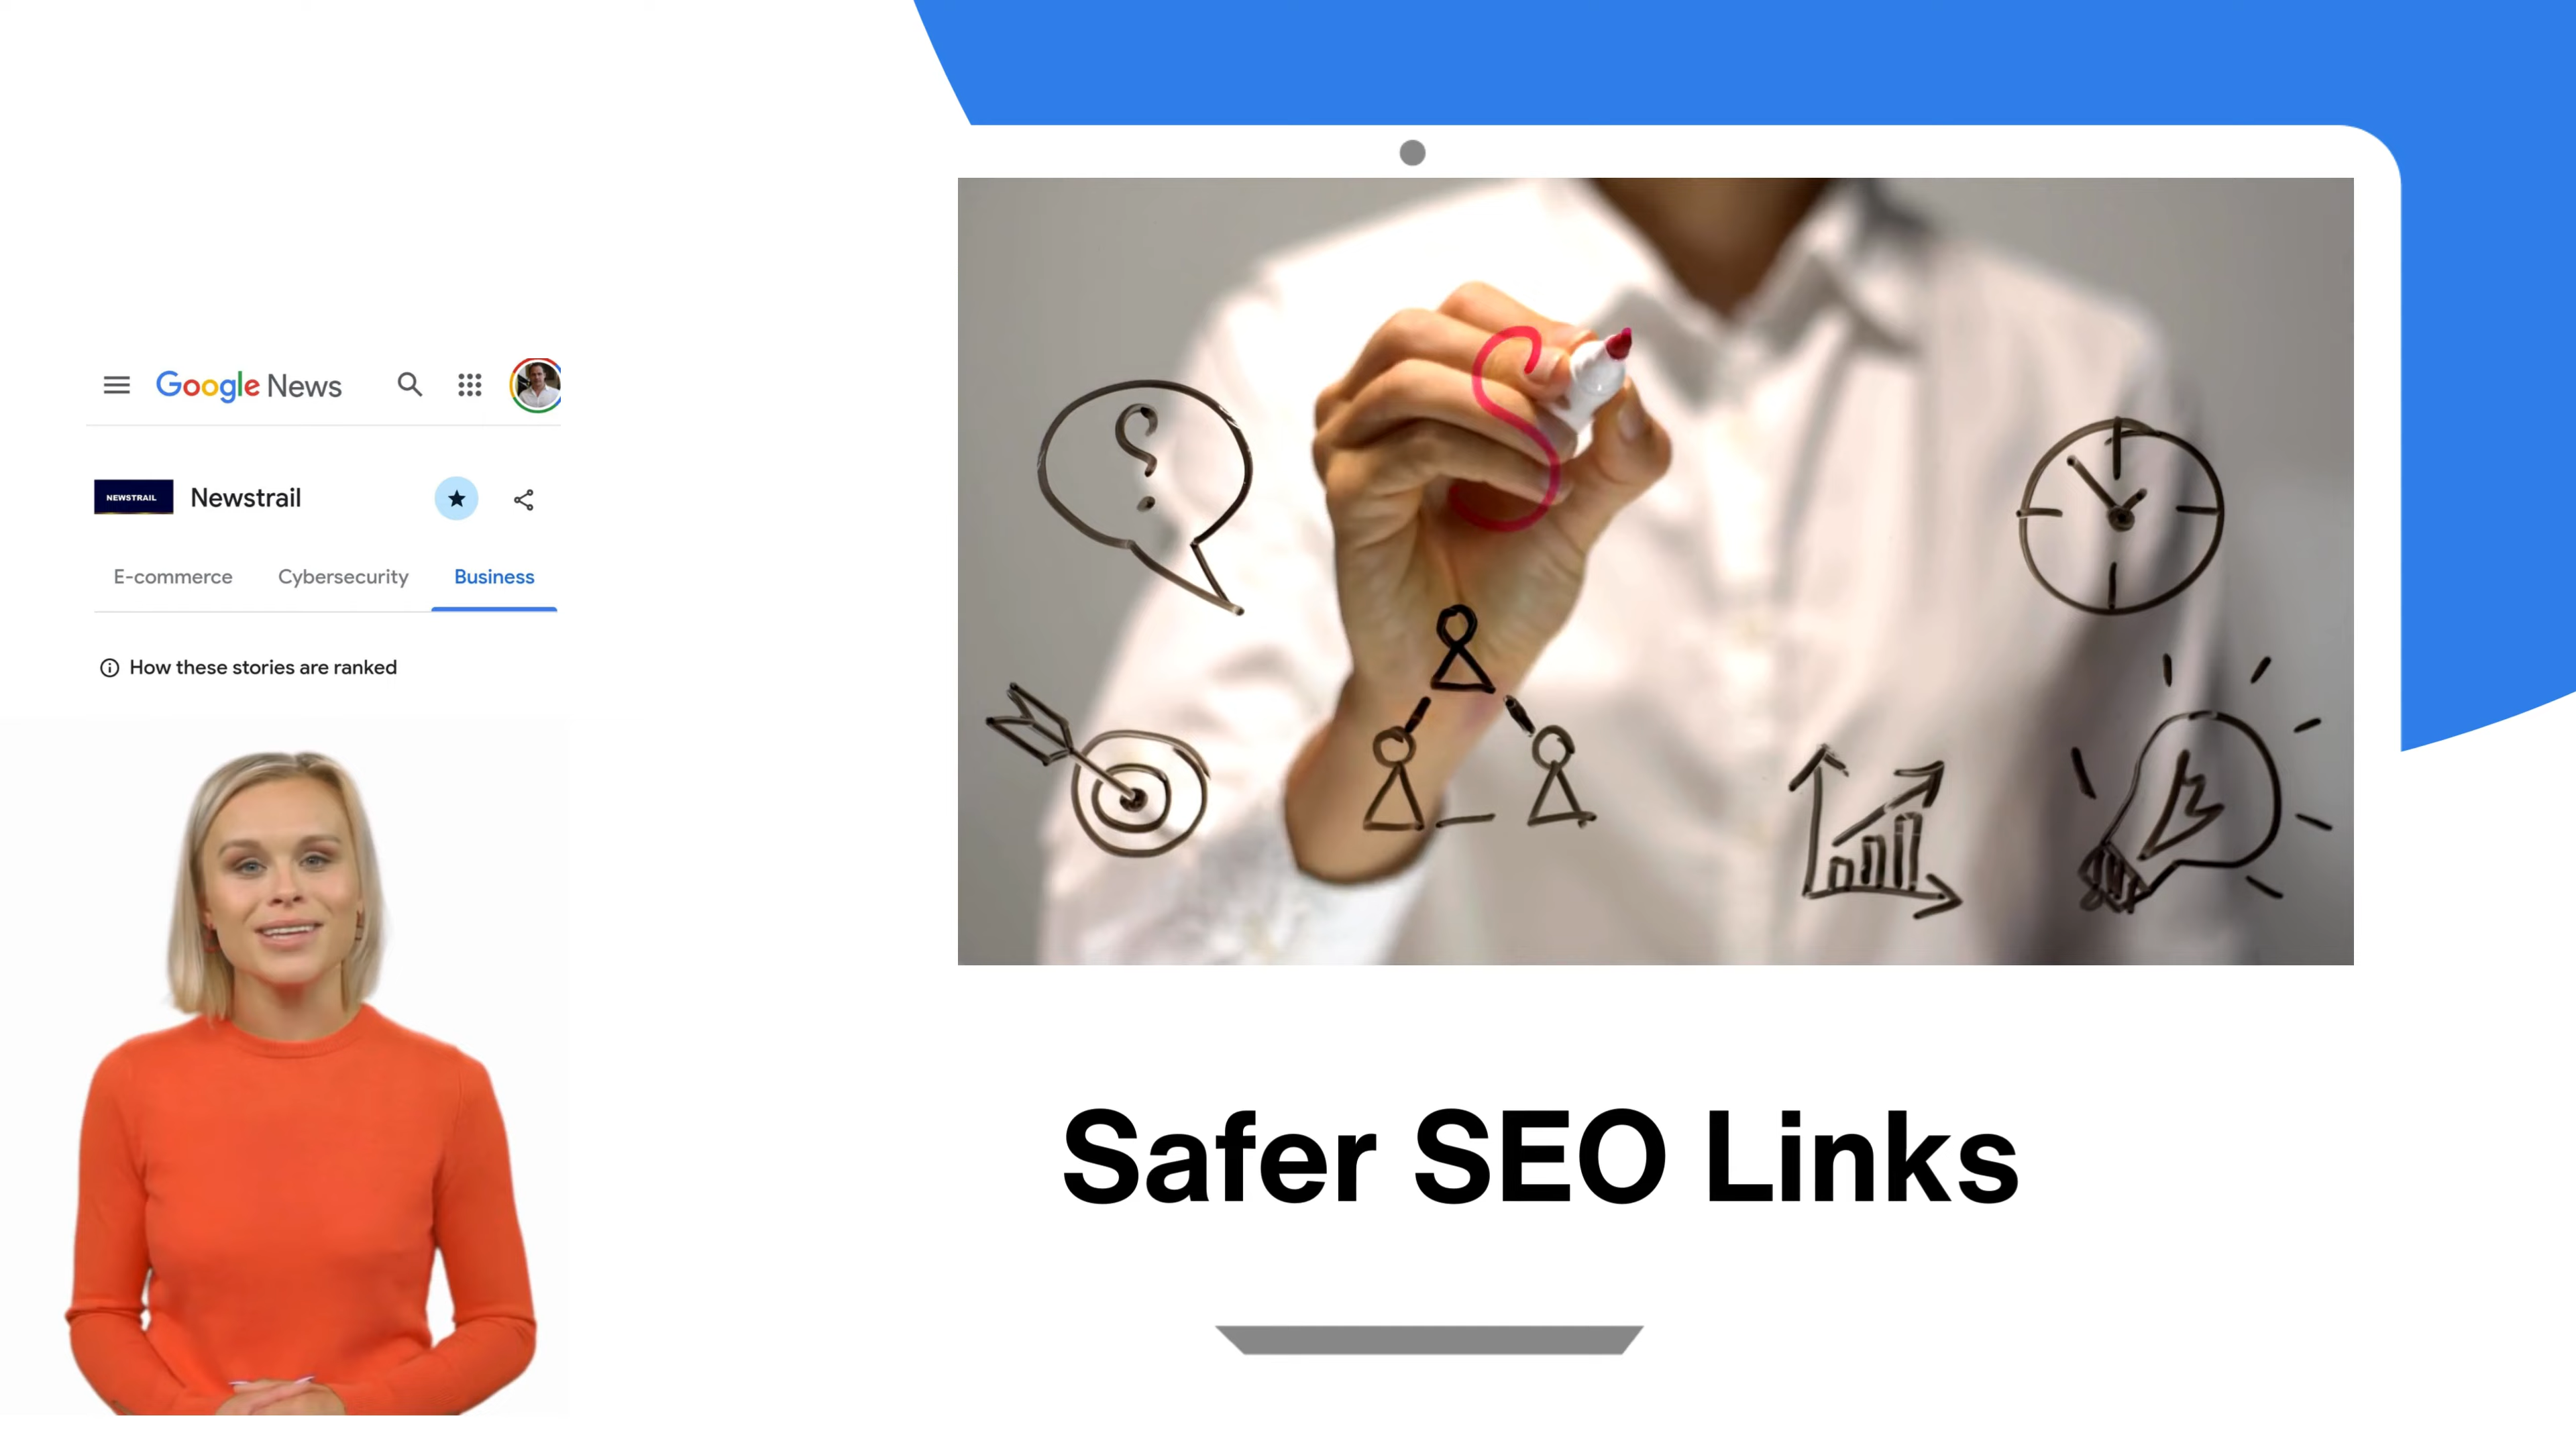 Google News
NEWSTRAIL
Newstrail
E-commerce Cybersecurity Business
How these stories are ranked
?
S
Safer SEO Links